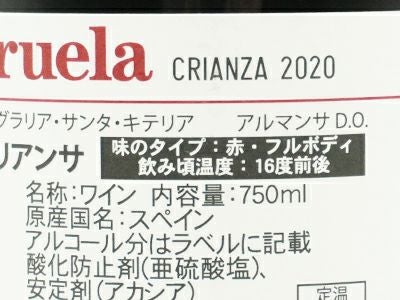 ruela CRIANZA 2020
グラリア・サンタ・キテリア アルマンサ D.O.
リアンサ
味のタイプ：赤・フルボディ
飲み頃温度：16度前後
名称:ワイン 内容量:750ml
原産国名:スペイン
アルコール分はラベルに記載
酸化防止剤(亜硫酸塩)、
安定剤(アカシア)
定温